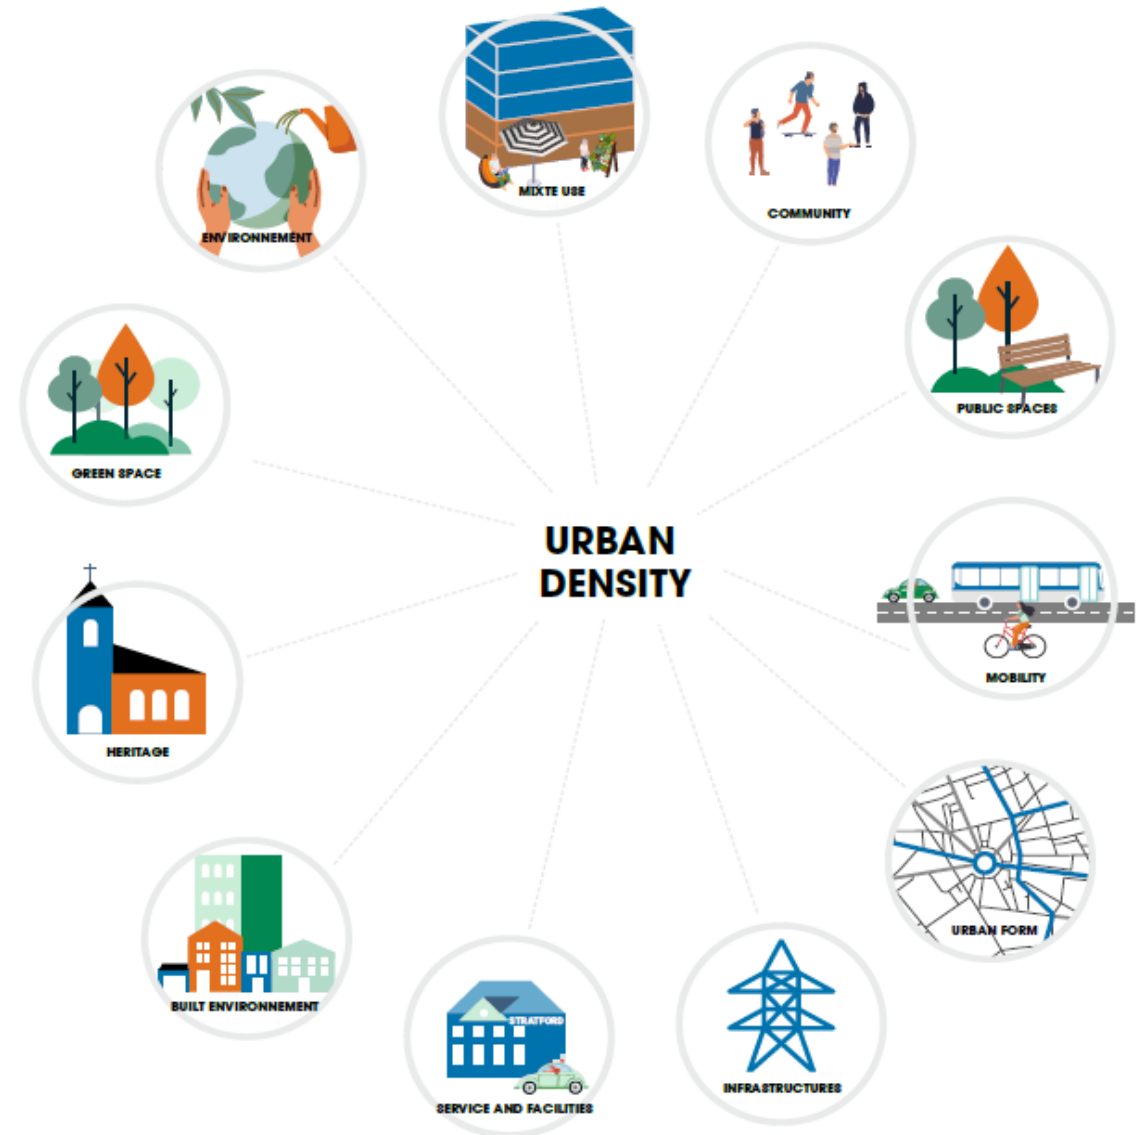 MIXTE USE
COMMUNITY
ENVIRONNEMENT
PUBLIC SPACES
GREEN SPACE
URBAN
DENSITY
MOBILITY
HERITAGE
URBAN FORM
BUILT ENVIRONNEMENT
STRATFORD
INFRASTRUCTURES
SERVICE AND FACILITIES